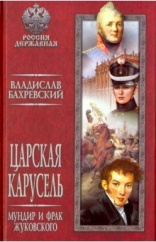 РОССИЯ
ДЕРЖАВНАЯ
ВЛАДИСЛАВ
БАХРЕВСКИЙ
ЦАРСКАЯ
КАРУСЕЛЬ
МУНДИР И ФРАК
ЖУКОВСКОГО